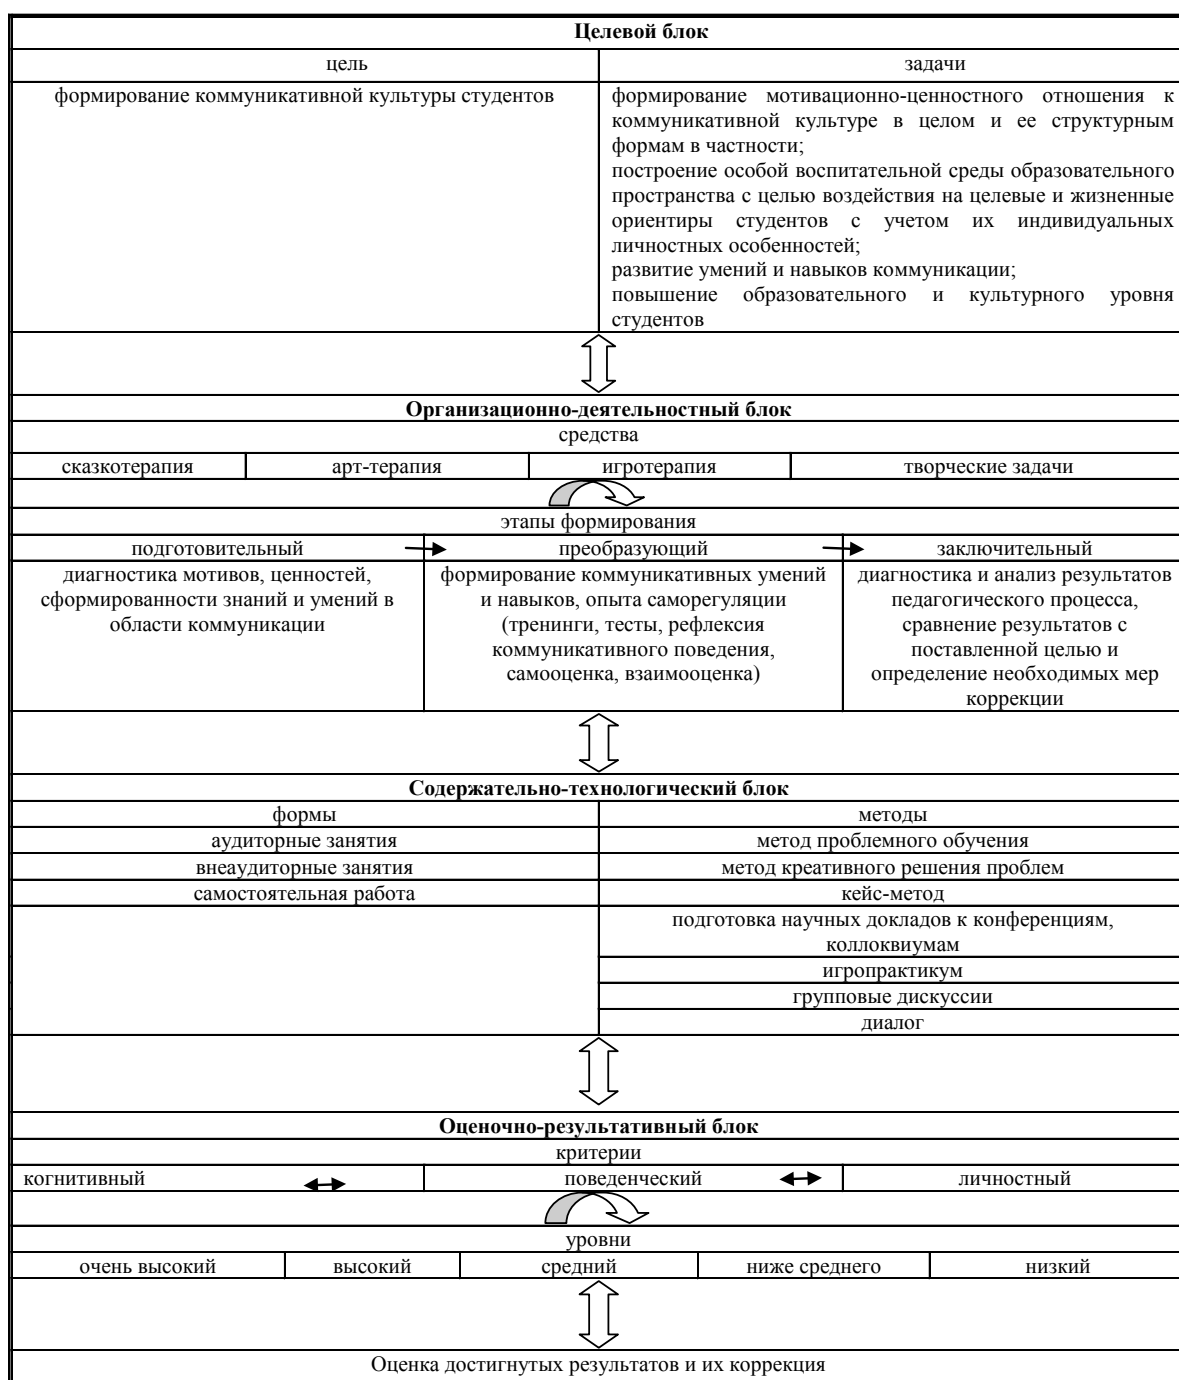 Целевой блок
цель задачи
формирование коммуникативной культуры студентов
формирование мотивационно-ценностного отношения к
коммуникативной культуре в целом и ее структурным
формам в частности;
построение особой воспитательной среды образовательного
пространства с целью воздействия на целевые и жизненные
ориентиры студентов с учетом их индивидуальных
личностных особенностей;
развитие умений и навыков коммуникации;
повышение образовательного и культурного уровня
студентов
Организационно-деятельностный блок
средства
сказкотерапия арт-терапия игротерапия творческие задачи
этапы формирования
подготовительный преобразующий заключительный
диагностика мотивов, ценностей,
сформированности знаний и умений в
области коммуникации
формирование коммуникативных умений
и навыков, опыта саморегуляции
(тренинги, тесты, рефлексия
коммуникативного поведения,
самооценка, взаимооценка)
диагностика и анализ результатов
педагогического процесса,
сравнение результатов с
поставленной целью и
определение необходимых мер
коррекции
Содержательно-технологический блок
формы методы
аудиторные занятия метод проблемного обучения
внеаудиторные занятия метод креативного решения проблем
самостоятельная работа кейс-метод
подготовка научных докладов к конференциям,
коллоквиумам
игропрактикум
групповые дискуссии
диалог
Оценочно-результативный блок
критерии
когнитивный поведенческий личностный
уровни
очень высокий высокий средний ниже среднего низкий
Оценка достигнутых результатов и их коррекция